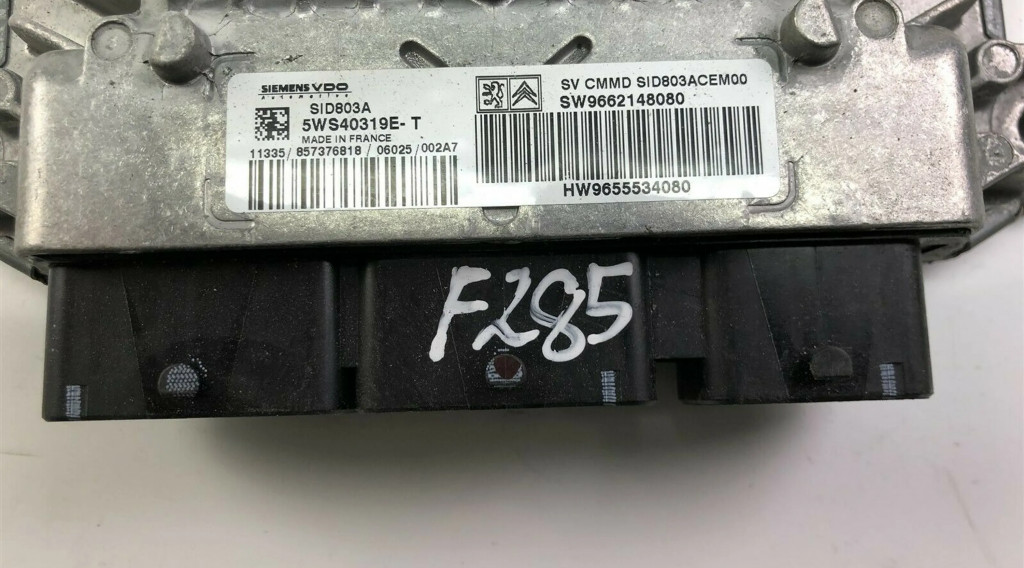 SIEMENS VDO
Automotive
SID803A
5WS40319E- T
MADE IN FRANCE
11335/ 857376818 / 06025 /002A7
SV CMMD SID803ACEM00
SW9662148080
HW9655534080
F285